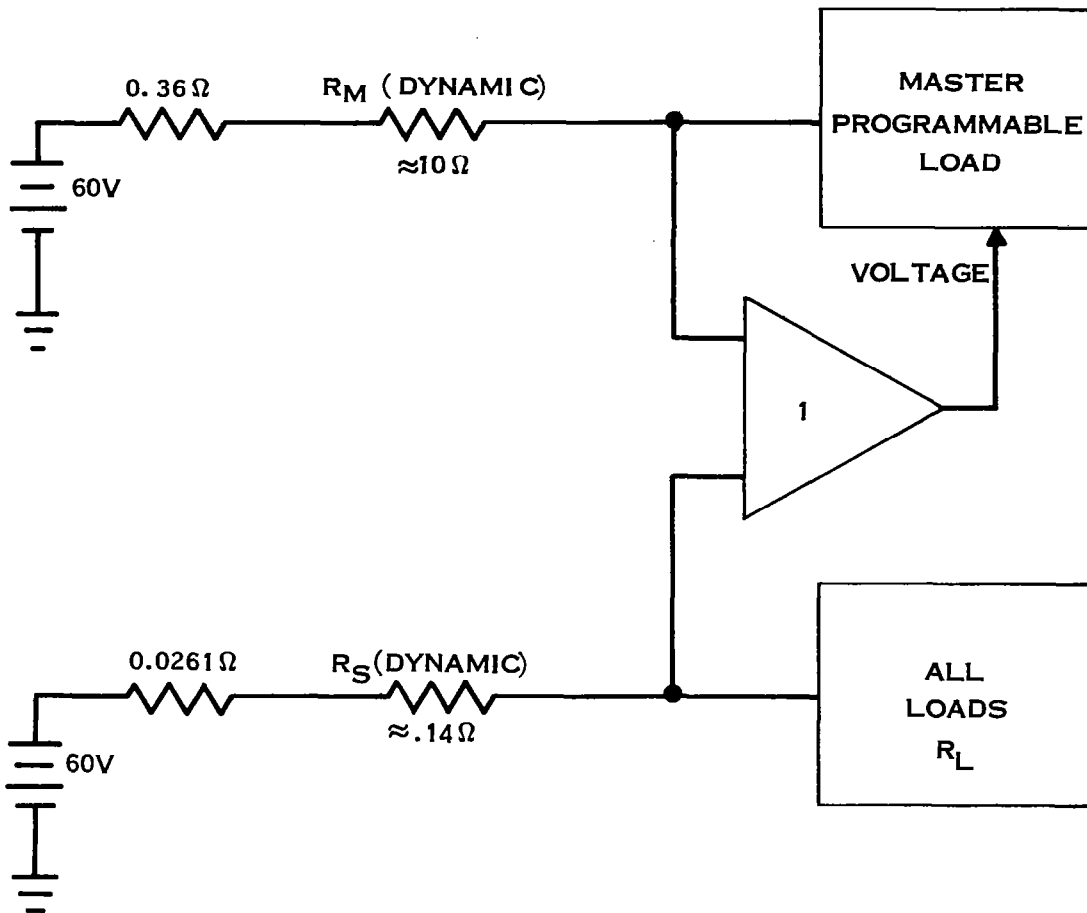 0.36Ω
R_M (DYNAMIC)
≈10Ω
60V
MASTER
PROGRAMMABLE
LOAD
VOLTAGE
1
0.0261Ω
R_S (DYNAMIC)
≈.14Ω
60V
ALL
LOADS
R_L